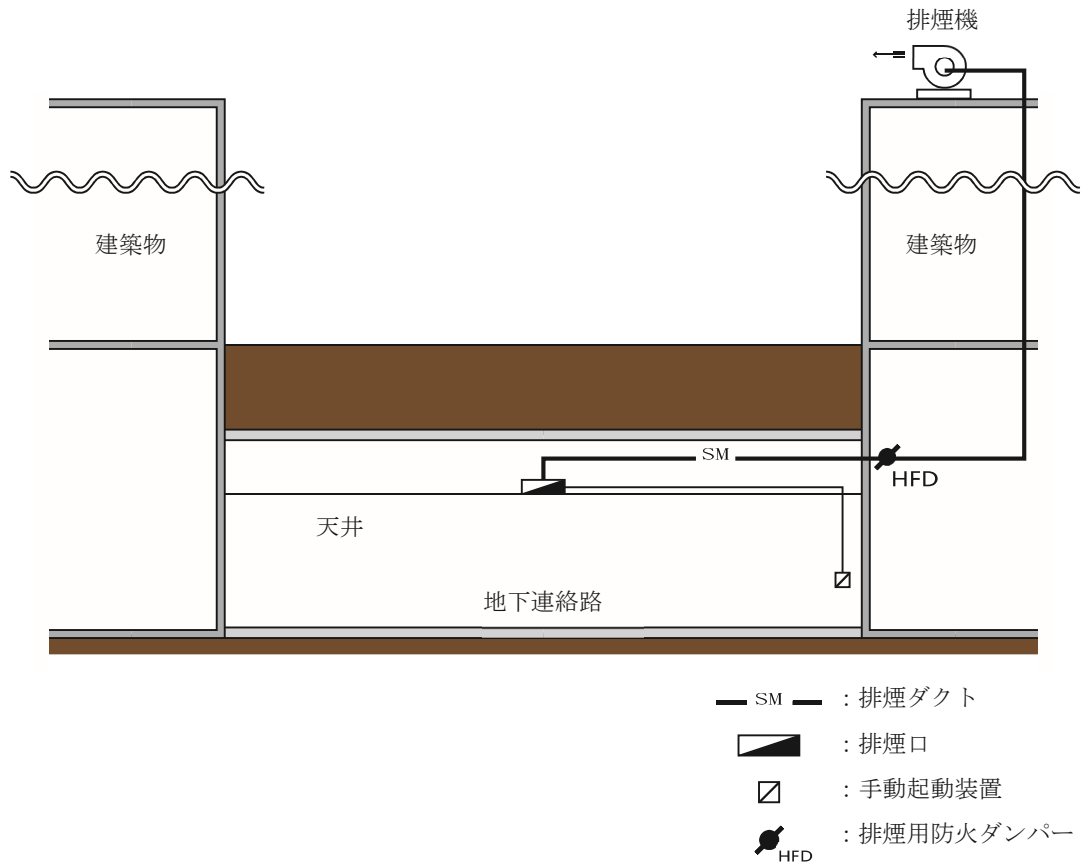 排煙機
建築物
建築物
SM
HFD
天井
地下連絡路
SM : 排煙ダクト
: 排煙口
: 手動起動装置
HFD : 排煙用防火ダンパー